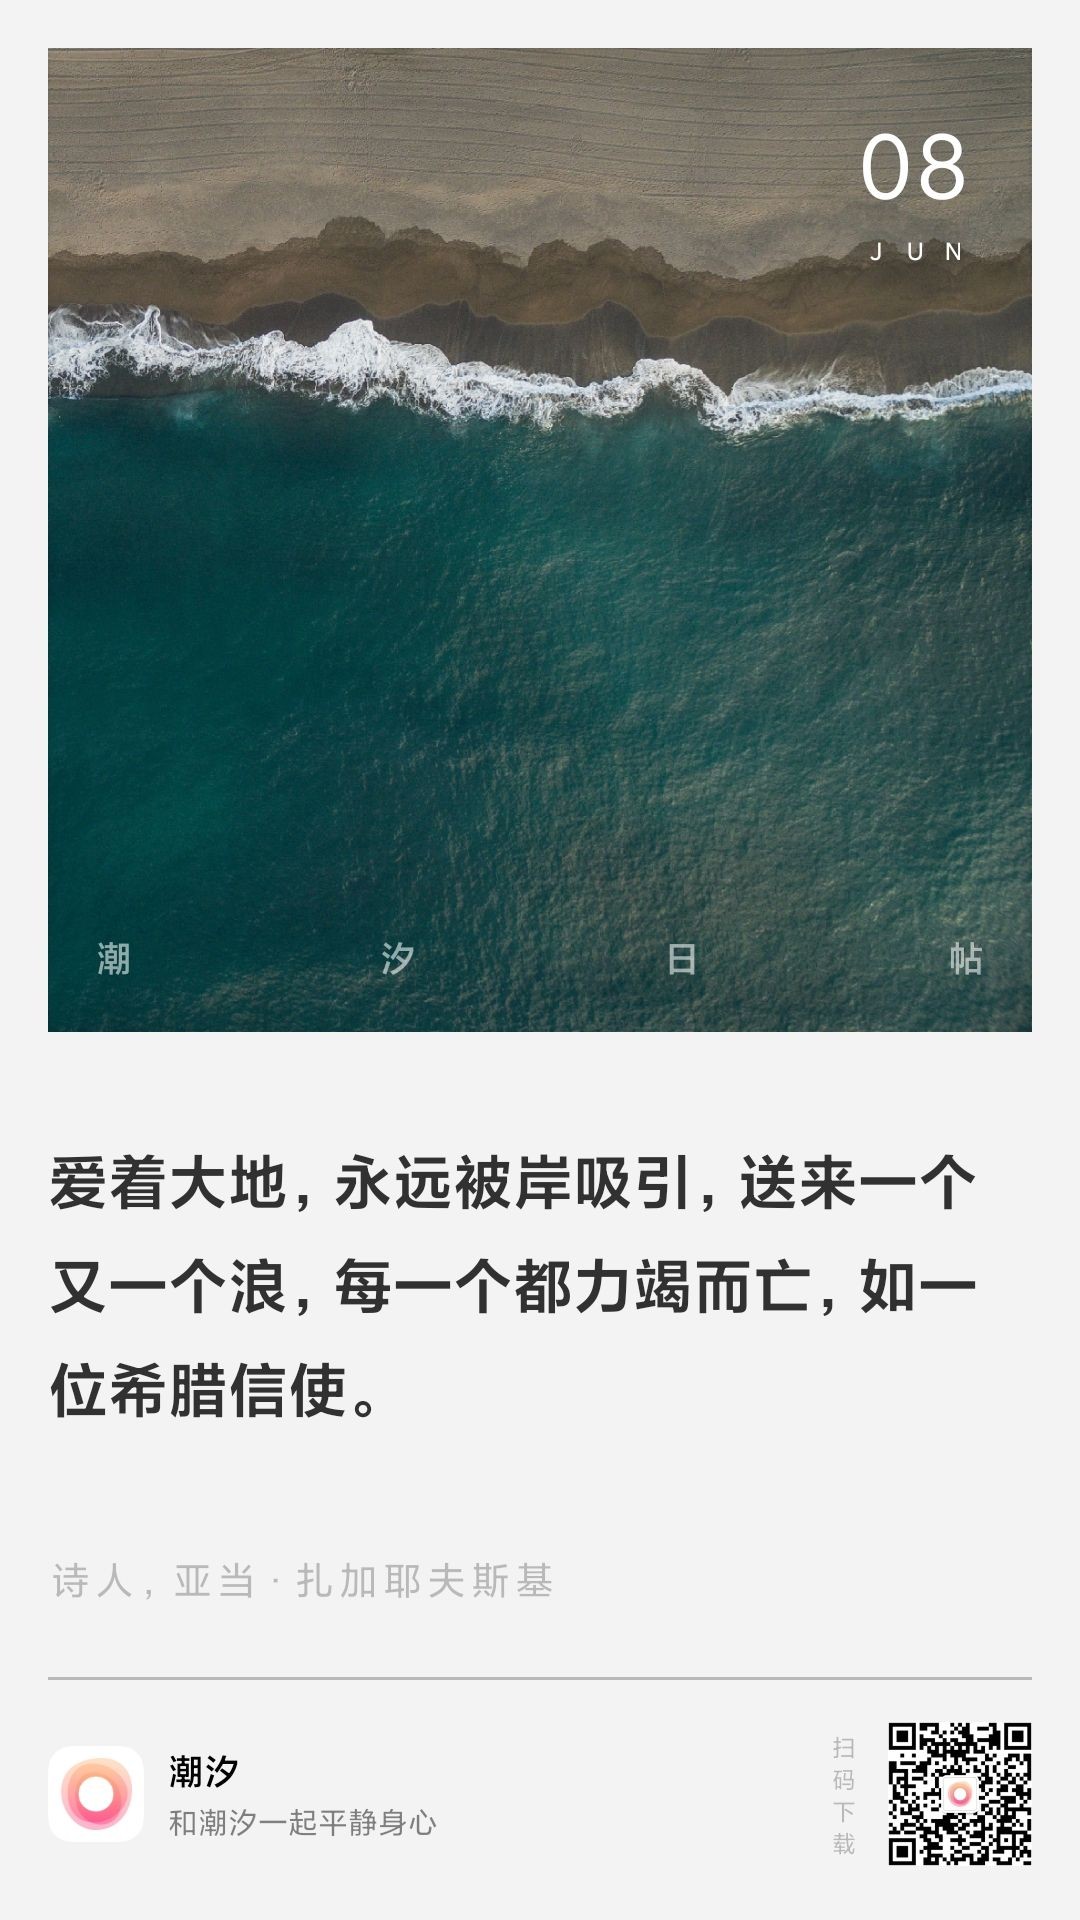 08
JUN
潮汐日帖
爱着大地，永远被岸吸引，送来一个
又一个浪，每一个都力竭而亡，如一
位希腊信使。
诗人，亚当·扎加耶夫斯基
潮汐
和潮汐一起平静身心
扫码下载